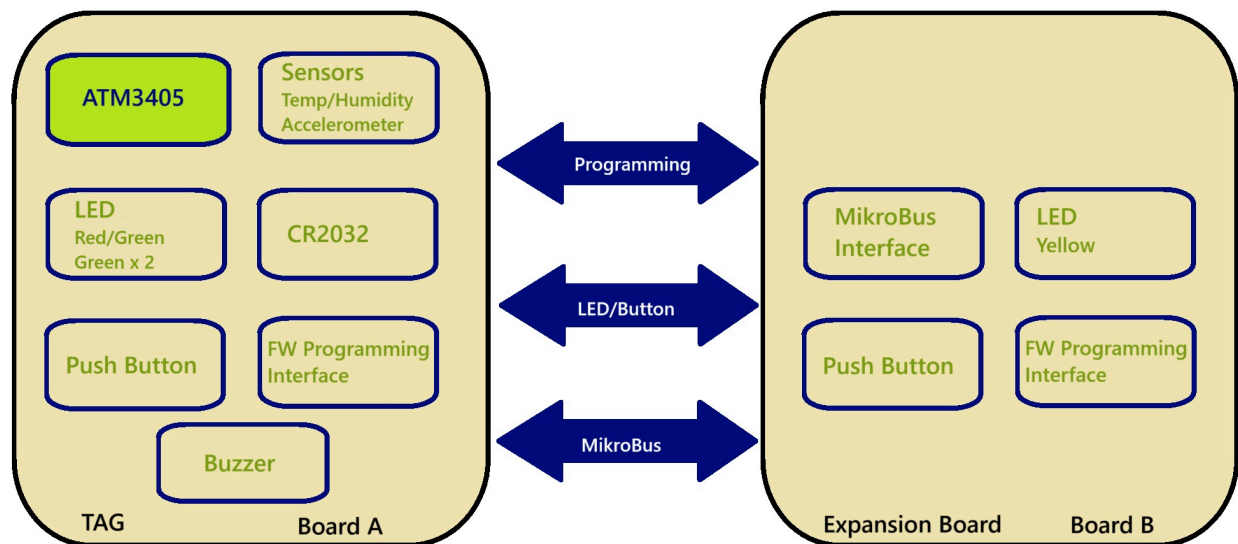 ATM3405
Sensors
Temp/Humidity
Accelerometer
LED
Red/Green
Green x 2
CR2032
Push Button
FW Programming
Interface
Buzzer
TAG
Board A
Programming
LED/Button
MikroBus
MikroBus
Interface
LED
Yellow
Push Button
FW Programming
Interface
Expansion Board
Board B